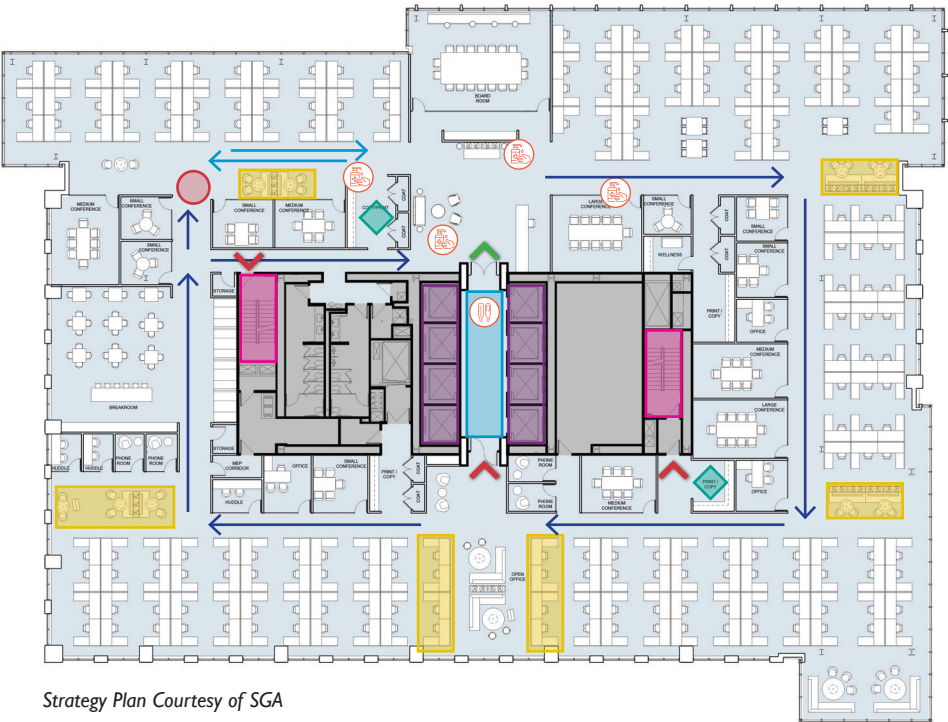 BOARD
ROOM
MEDIUM
CONFERENCE
SMALL
CONFERENCE
SMALL
CONFERENCE
SMALL
CONFERENCE
MEDIUM
CONFERENCE
COAT
COAT
LARGE
CONFERENCE
SMALL
CONFERENCE
COAT
COAT
SMALL
CONFERENCE
SMALL
CONFERENCE
WELLNESS
STORAGE
PRINT /
COPY
OFFICE
MEDIUM
CONFERENCE
BREAKROOM
LARGE
CONFERENCE
STORAGE
HUDDLE
HUDDLE
PHONE
ROOM
PHONE
ROOM
MEP
CORRIDOR
OFFICE
SMALL
CONFERENCE
PRINT /
COPY
COAT
COAT
HUDDLE
PHONE
ROOM
PHONE
ROOM
MEDIUM
CONFERENCE
PRINT /
COPY
OFFICE
OPEN
OFFICE
Strategy Plan Courtesy of SGA